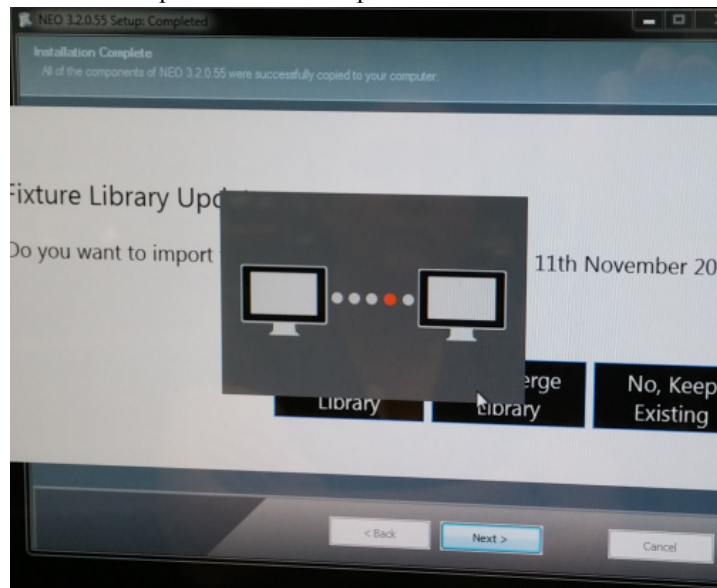 NEO 3.2.0.55 Setup: Completed
Installation Complete
All of the components of NEO 3.2.0.55 were successfully copied to your computer.
Fixture Library Upd
Do you want to import
11th November 20
Library
erge
Library
No, Keep
Existing
< Back
Next >
Cancel